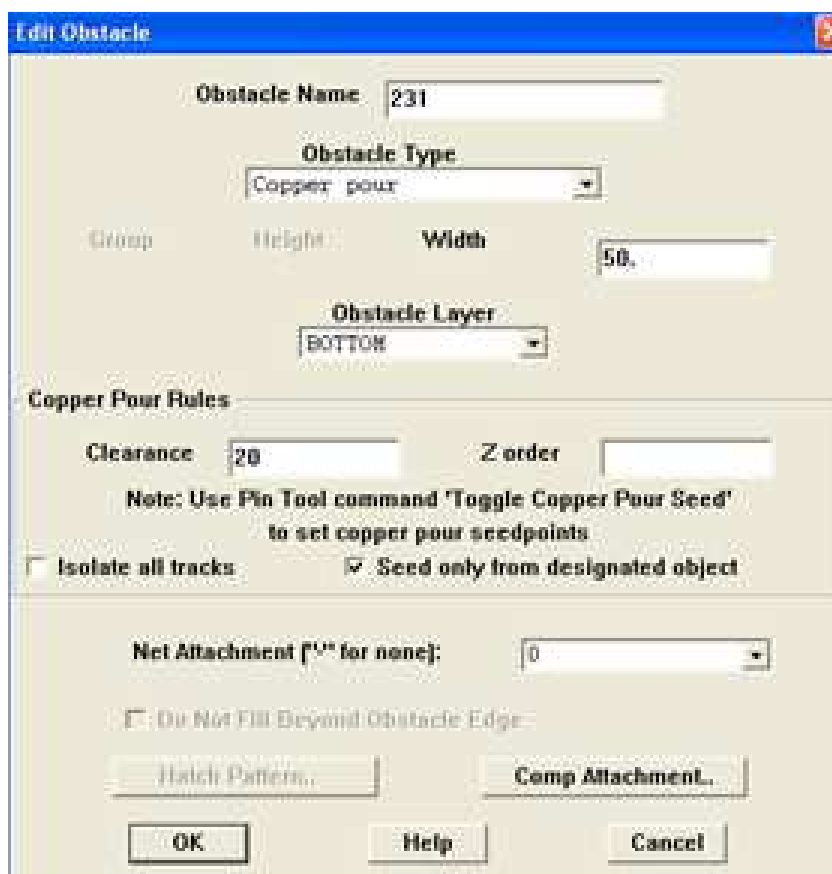 Edit Obstacle
Obstacle Name 231
Obstacle Type
Copper pour
Group Height Width 50.
Obstacle Layer
BOTTOM
Copper Pour Rules
Clearance 20 Z order
Note: Use Pin Tool command 'Toggle Copper Pour Seed'
to set copper pour seedpoints
Isolate all tracks Seed only from designated object
Net Attachment ("-" for none): 0
Do Not Fill Beyond Obstacle Edge
Hatch Pattern.. Comp Attachment..
OK Help Cancel